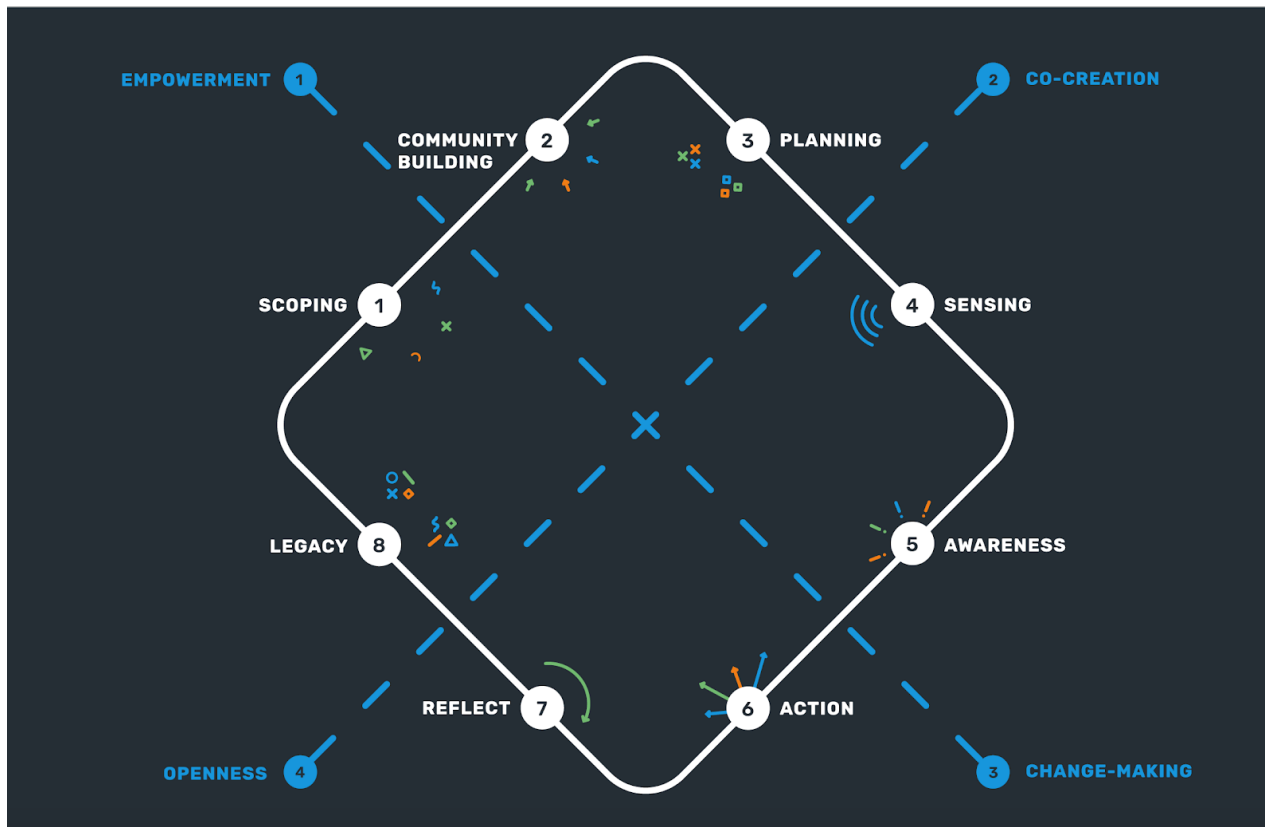 EMPOWERMENT 1
2 CO-CREATION
COMMUNITY
BUILDING
2
3 PLANNING
SCOPING 1
4 SENSING
LEGACY 8
5 AWARENESS
REFLECT 7
6 ACTION
OPENNESS 4
3 CHANGE-MAKING